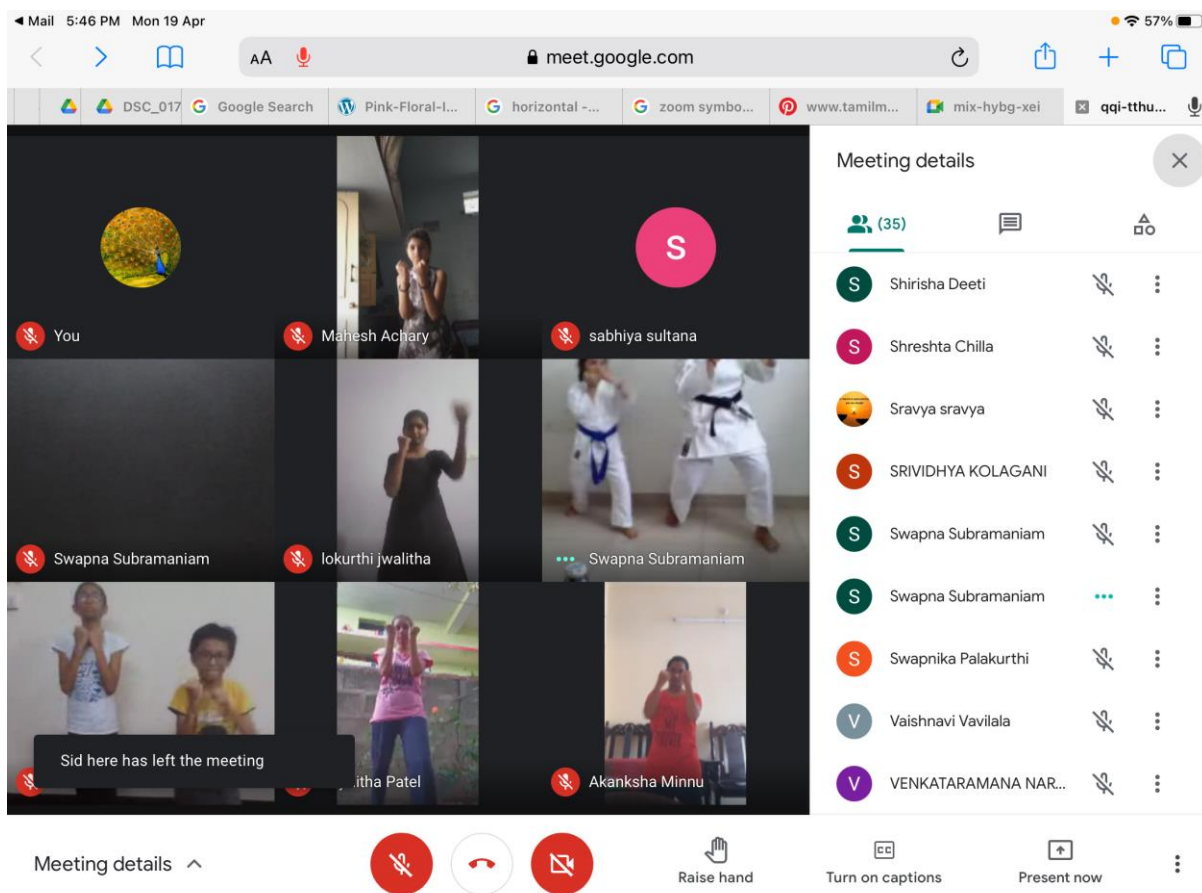 Mail 5:46 PM Mon 19 Apr 57%
AA meet.google.com
DSC_017 Google Search Pink-Floral-I... horizontal -... zoom symbo... www.tamilm... mix-hybg-xei qqi-tthu...
You
Mahesh Achary
S
sabhiya sultana
Swapna Subramaniam
lokurthi jwalitha
Swapna Subramaniam
Sid here has left the meeting
itha Patel
Akanksha Minnu
Meeting details
(35)
S Shirisha Deeti
S Shreshta Chilla
Sravya sravya
S SRIVIDHYA KOLAGANI
S Swapna Subramaniam
S Swapna Subramaniam
S Swapnika Palakurthi
V Vaishnavi Vavilala
V VENKATARAMANA NAR...
Meeting details
Raise hand
CC
Turn on captions
Present now